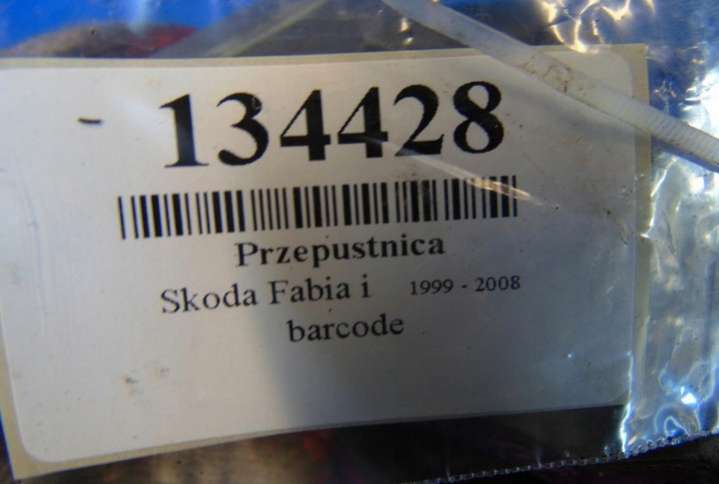 134428
Przepustnica
Skoda Fabia i 1999 - 2008
barcode